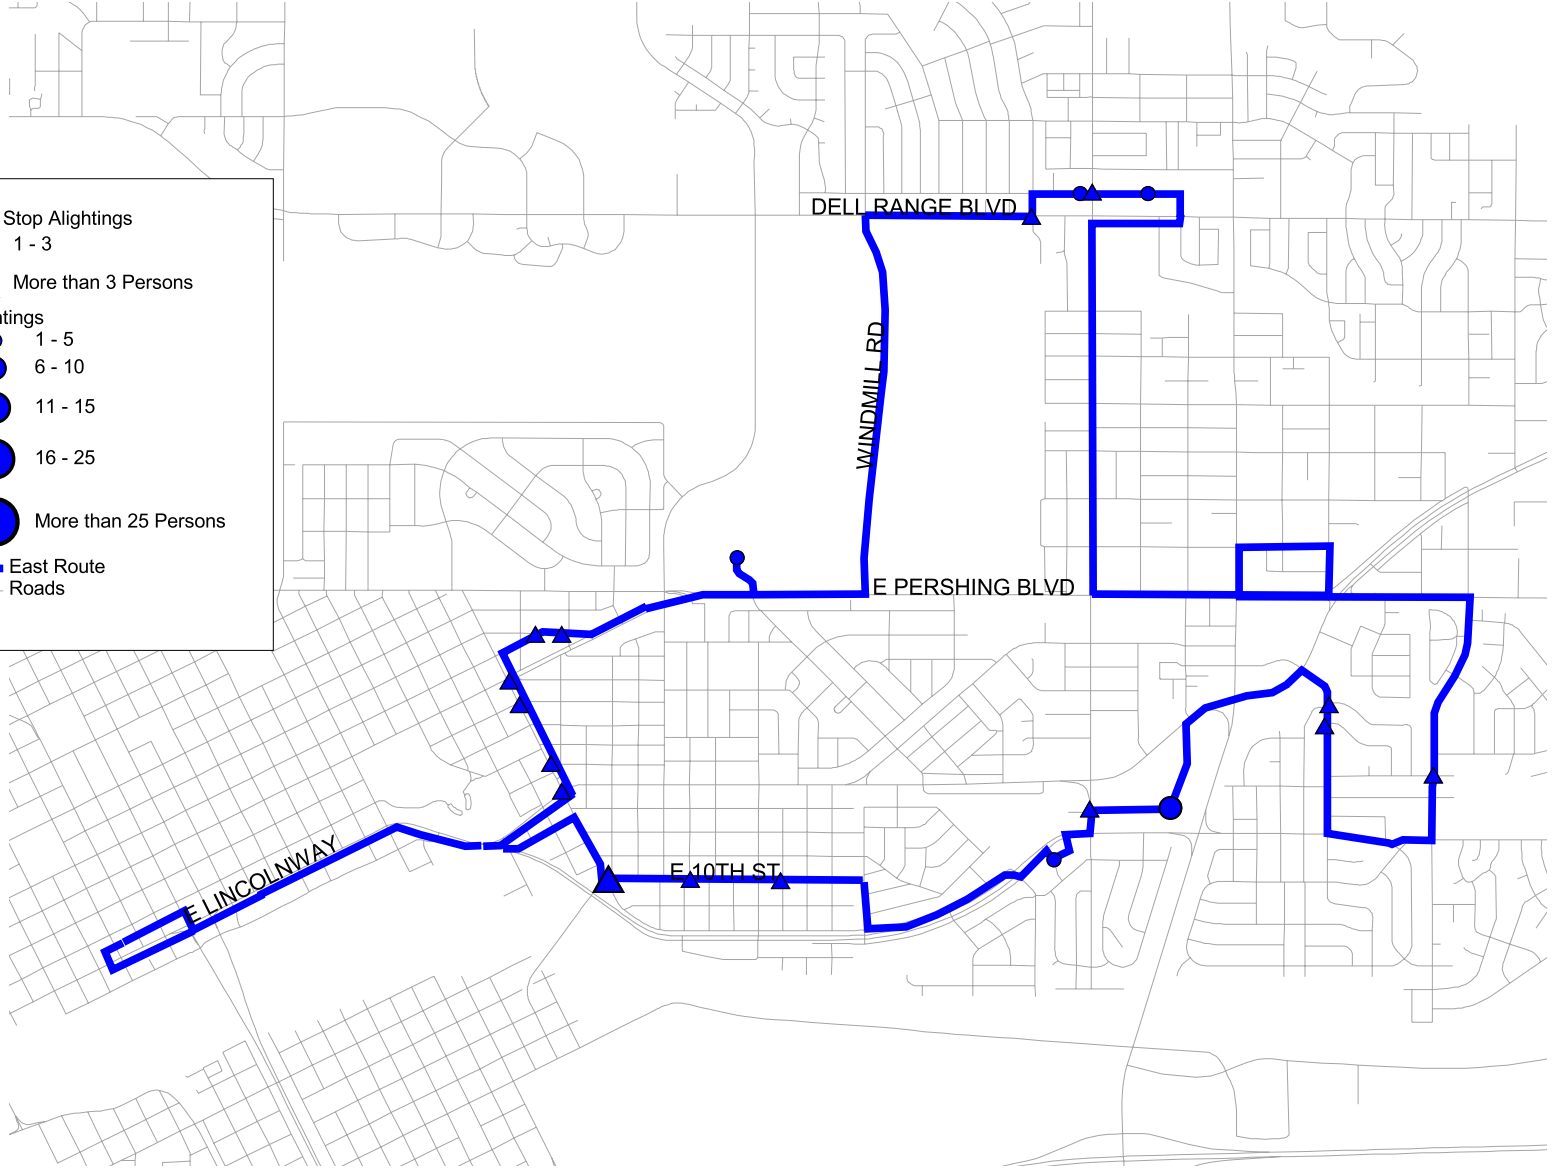 Stop Alightings
1 - 3
More than 3 Persons
htings
1 - 5
6 - 10
11 - 15
16 - 25
More than 25 Persons
East Route
Roads
DELL RANGE BLVD
WINDMILL RD
E PERSHING BLVD
E LINCOLNWAY
E 10TH ST